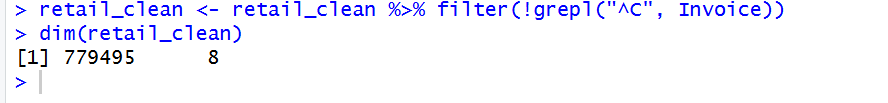 > retail_clean <- retail_clean %>% filter(!grepl("^C", Invoice))
> dim(retail_clean)
[1] 779495      8
>